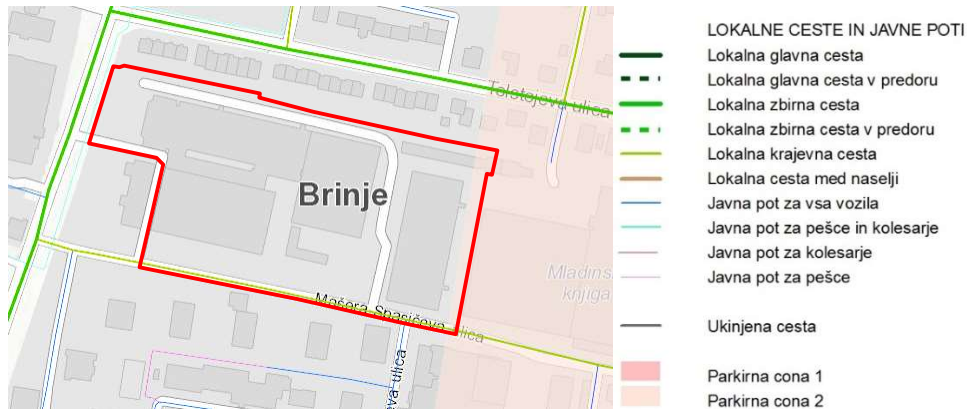 Tolstojeva ulica
Brinje
Mladins
knjiga
Mašera-Spasićeva ulica
eva ulica
LOKALNE CESTE IN JAVNE POTI
Lokalna glavna cesta
Lokalna glavna cesta v predoru
Lokalna zbirna cesta
Lokalna zbirna cesta v predoru
Lokalna krajevna cesta
Lokalna cesta med naselji
Javna pot za vsa vozila
Javna pot za pešce in kolesarje
Javna pot za kolesarje
Javna pot za pešce
Ukinjena cesta
Parkirna cona 1
Parkirna cona 2